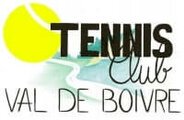 TENNIS
Club
VAL DE BOIVRE